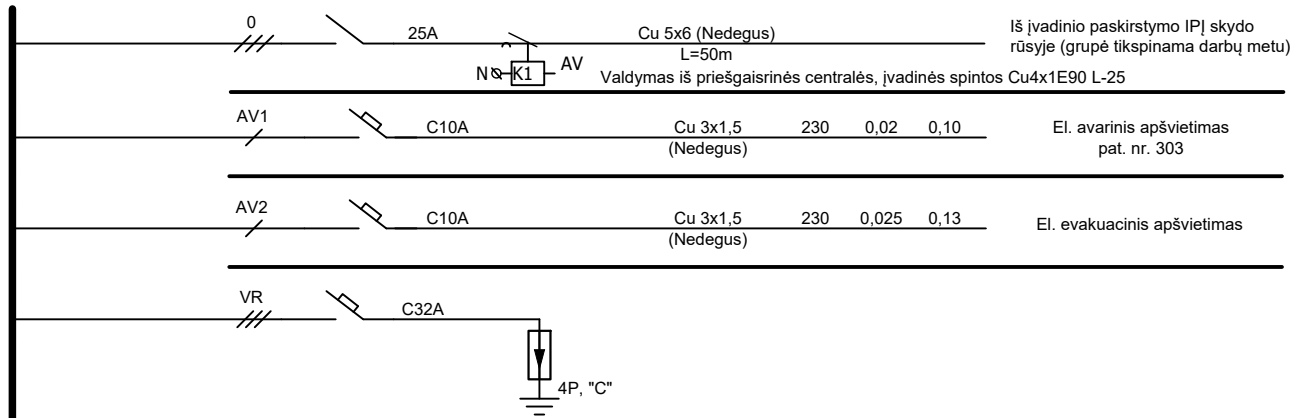 0
25A
Cu 5x6 (Nedegus)
L=50m
Iš įvadinio paskirstymo IPĮ skydo
rūsyje (grupė tikspinama darbų metu)
N K1 AV
Valdymas iš priešgaisrinės centralės, įvadinės spintos Cu4x1E90 L-25
AV1
C10A
Cu 3x1,5 230 0,02 0,10
(Nedegus)
El. avarinis apšvietimas
pat. nr. 303
AV2
C10A
Cu 3x1,5 230 0,025 0,13
(Nedegus)
El. evakuacinis apšvietimas
VR
C32A
4P, "C"